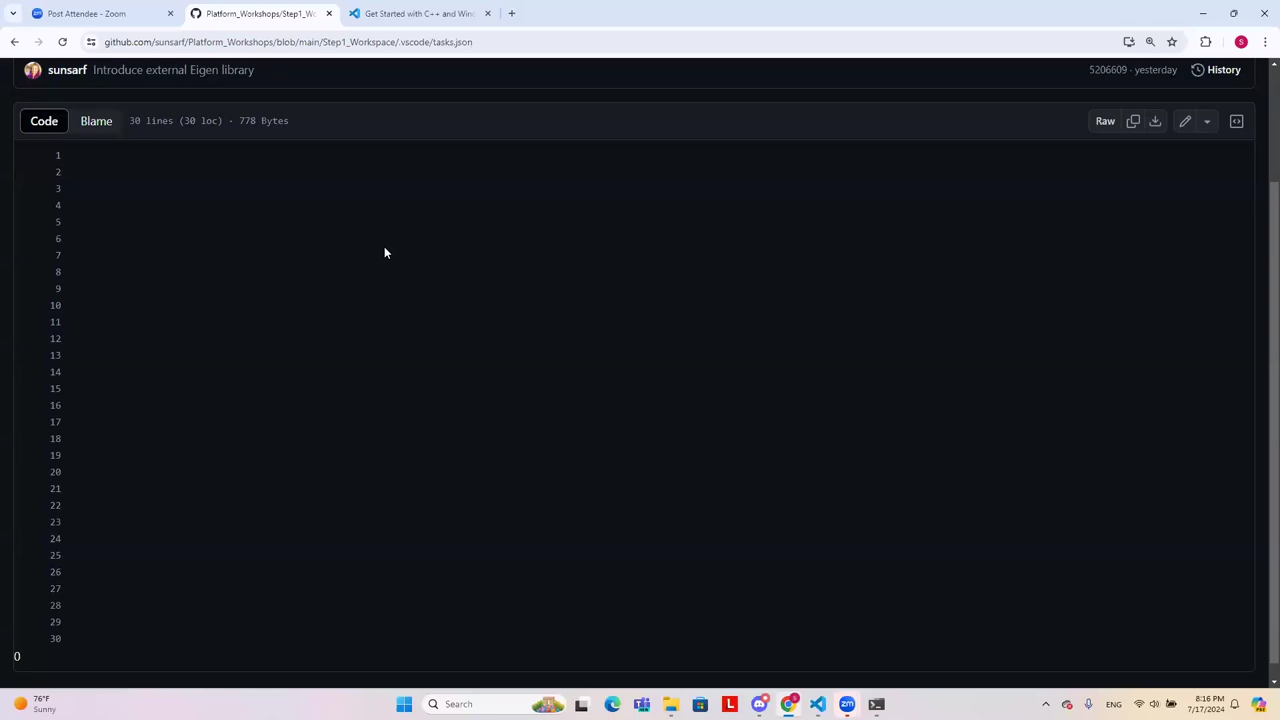 Post Attendee - Zoom
Platform_Workshops/Step1_Wo
Get Started with C++ and Wind
github.com/sunsarf/Platform_Workshops/blob/main/Step1_Workspace/.vscode/tasks.json
S
sunsarf Introduce external Eigen library
5206609 · yesterday
History
Code
Blame
30 lines (30 loc) · 778 Bytes
Raw
1
2
3
4
5
6
7
8
9
10
11
12
13
14
15
16
17
18
19
20
21
22
23
24
25
26
27
28
29
30
0
76°F
Sunny
Search
L
zm
ENG
8:16 PM
7/17/2024